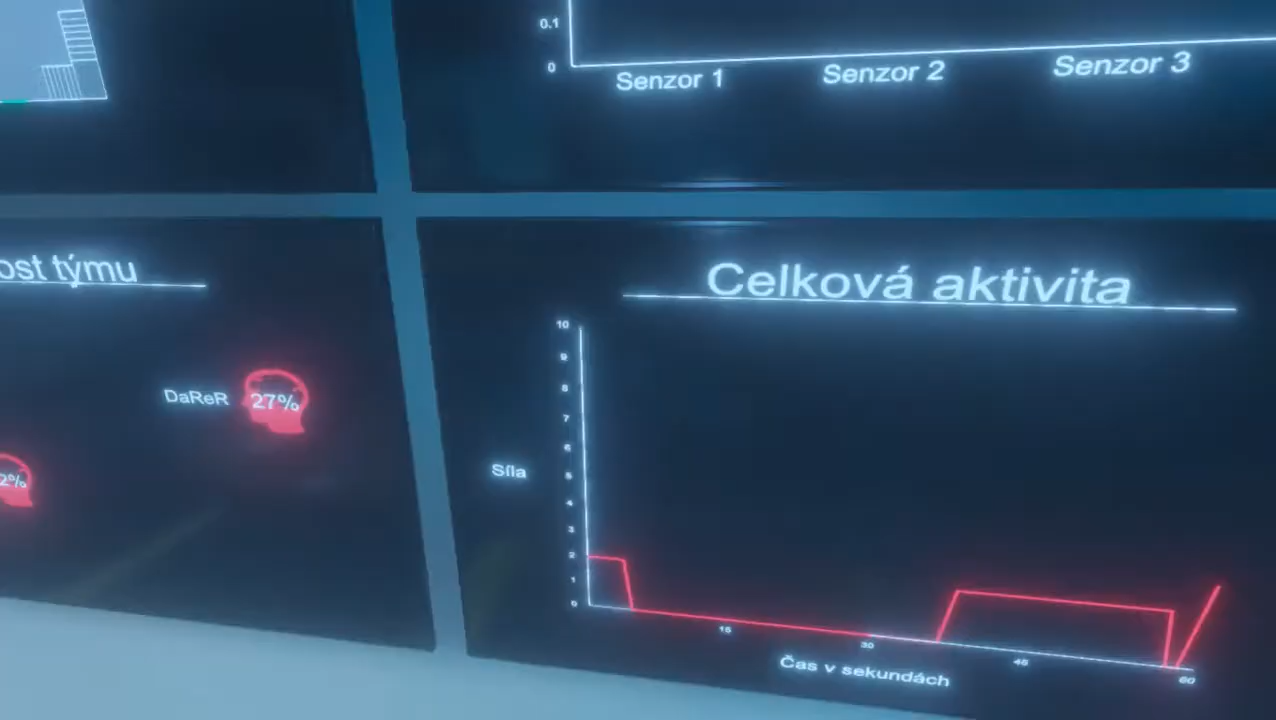 0.1
0
Senzor 1 Senzor 2 Senzor 3
ost týmu
DaReR 27%
2%
Celková aktivita
10
9
8
7
6
5
4
3
2
1
0
Síla
15 30 45 60
Čas v sekundách